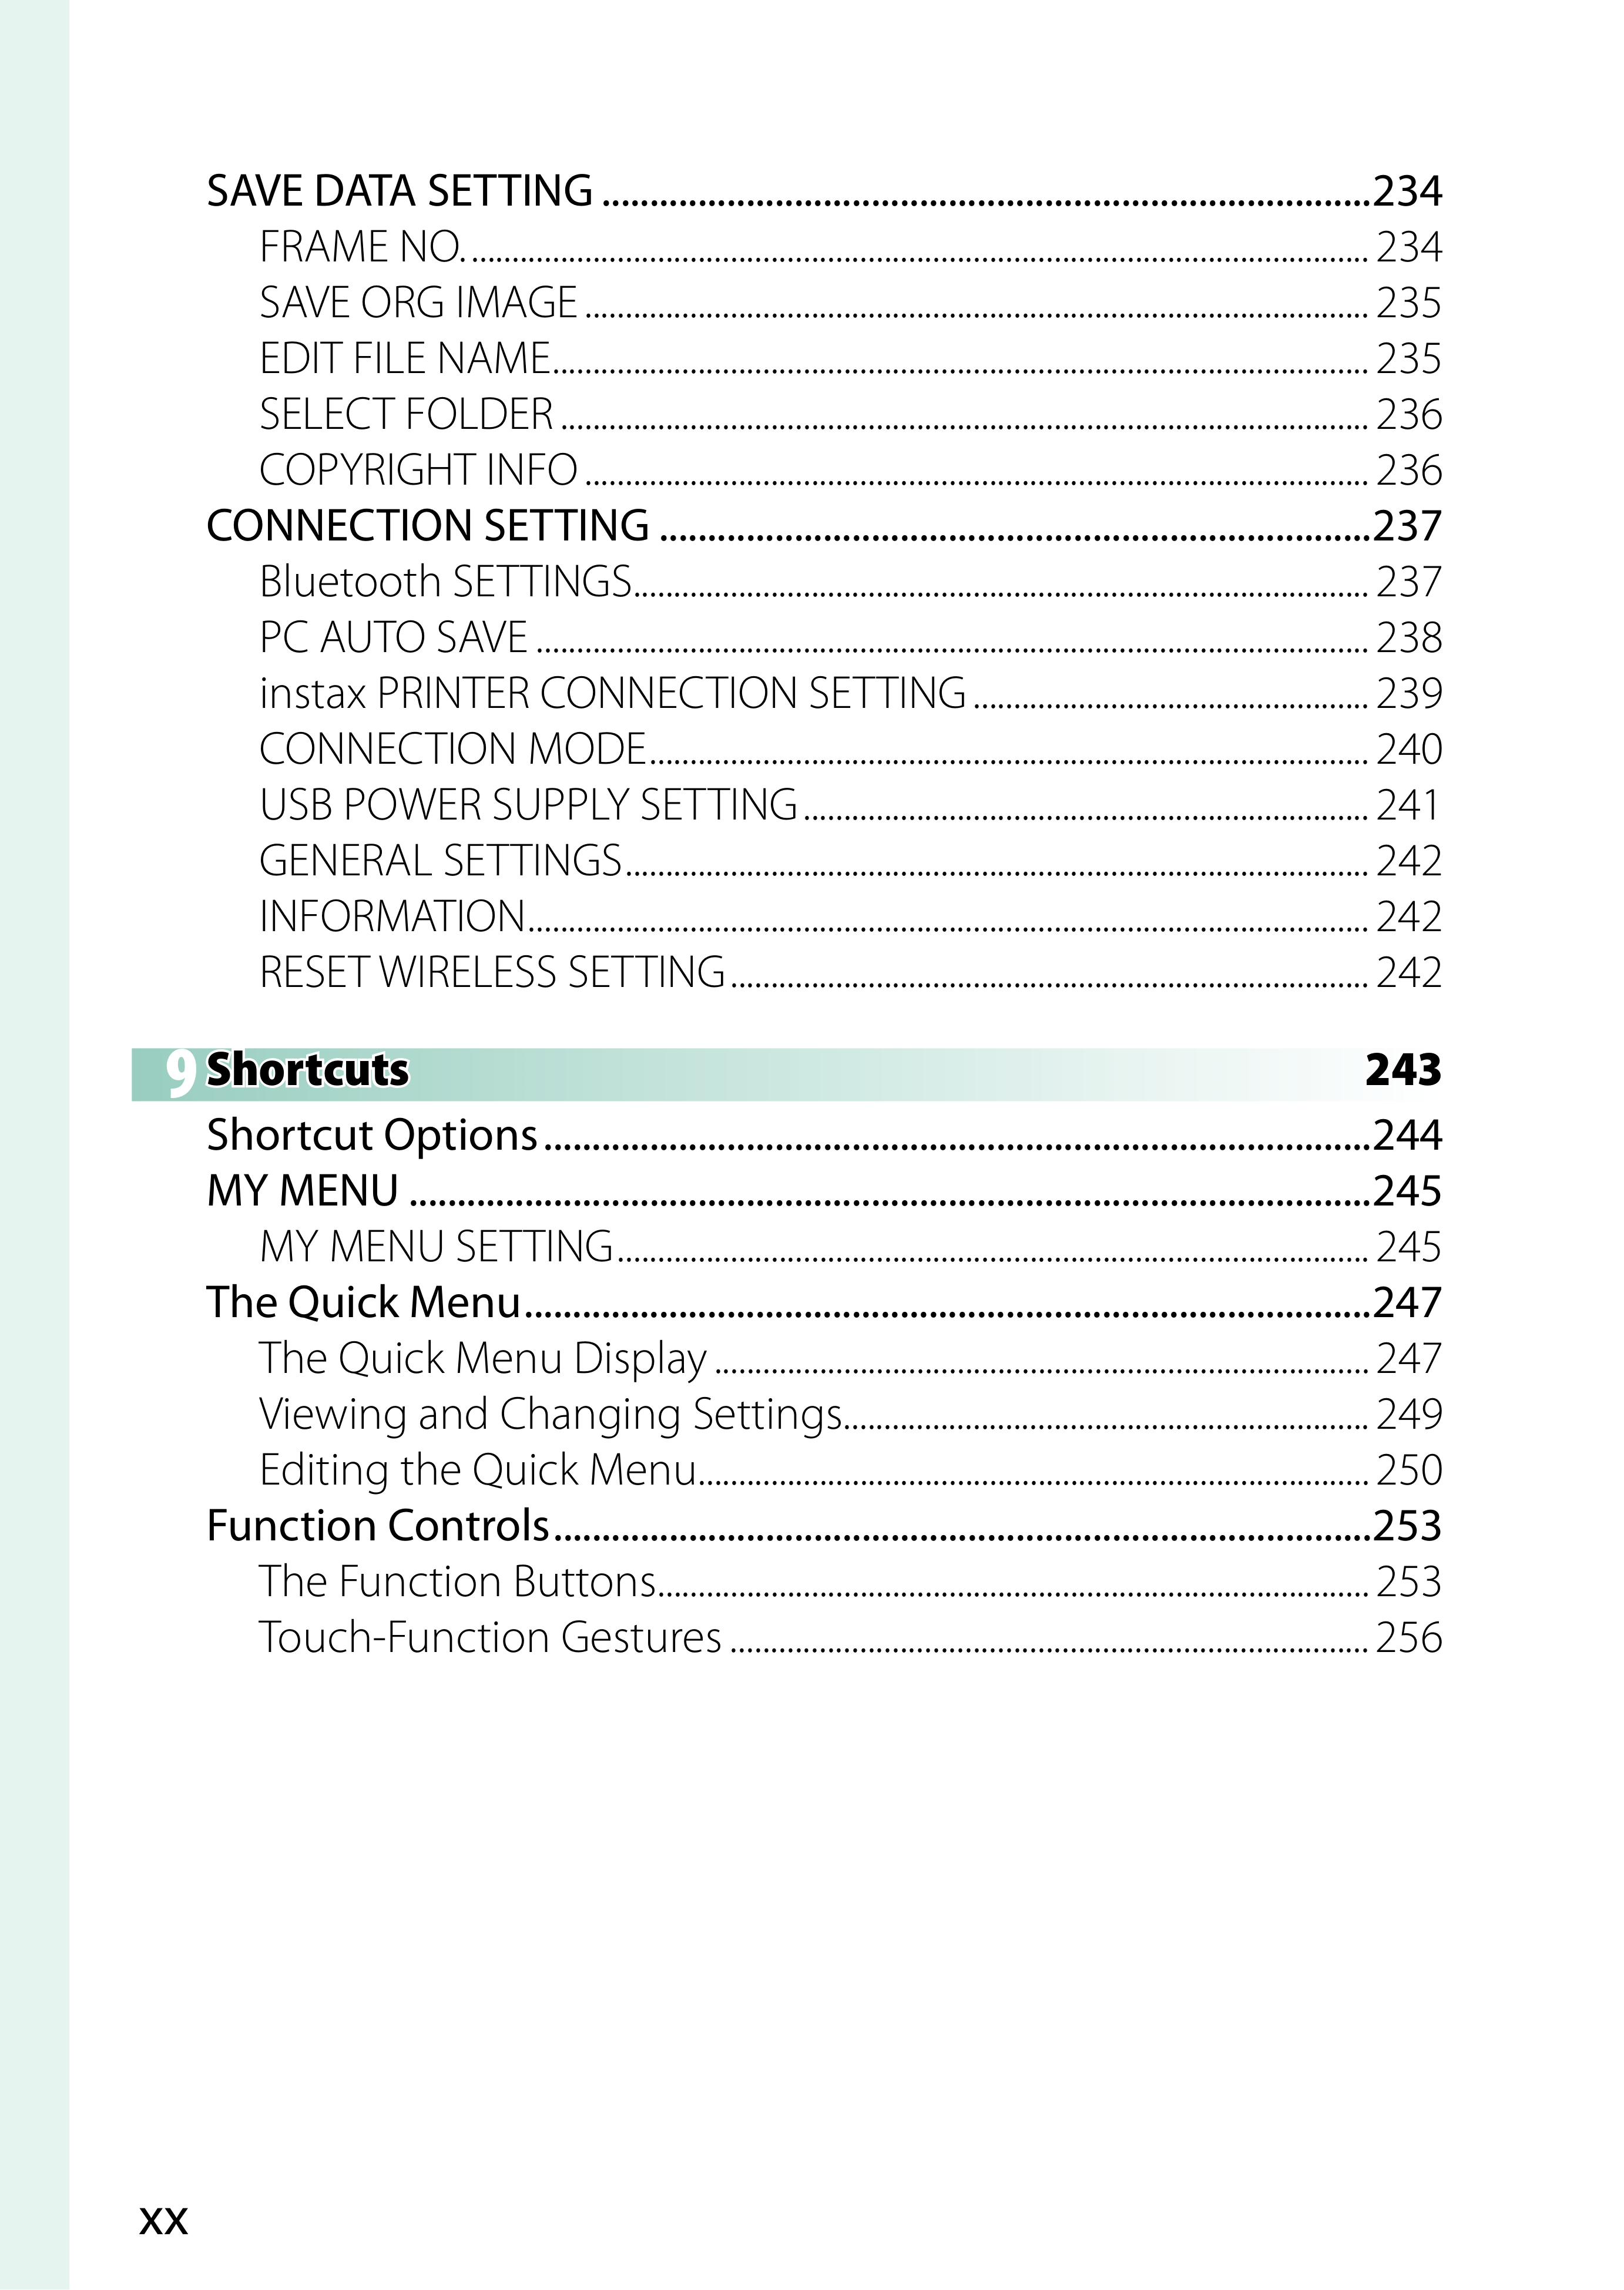 SAVE DATA SETTING ................................................................................234
FRAME NO. ................................................................................................................ 234
SAVE ORG IMAGE .................................................................................................. 235
EDIT FILE NAME...................................................................................................... 235
SELECT FOLDER ..................................................................................................... 236
COPYRIGHT INFO .................................................................................................. 236
CONNECTION SETTING ..........................................................................237
Bluetooth SETTINGS............................................................................................ 237
PC AUTO SAVE ........................................................................................................ 238
instax PRINTER CONNECTION SETTING ................................................. 239
CONNECTION MODE.......................................................................................... 240
USB POWER SUPPLY SETTING ...................................................................... 241
GENERAL SETTINGS............................................................................................. 242
INFORMATION......................................................................................................... 242
RESET WIRELESS SETTING ................................................................................ 242
9 Shortcuts 243
Shortcut Options ......................................................................................244
MY MENU ....................................................................................................245
MY MENU SETTING .............................................................................................. 245
The Quick Menu........................................................................................247
The Quick Menu Display .................................................................................. 247
Viewing and Changing Settings.................................................................. 249
Editing the Quick Menu.................................................................................... 250
Function Controls.....................................................................................253
The Function Buttons......................................................................................... 253
Touch-Function Gestures ................................................................................ 256
xx